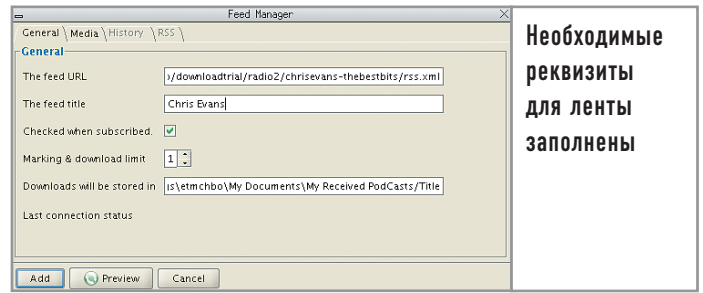 Feed Manager
General Media History RSS
General
The feed URL
/downloadtrial/radio2/chrisevans-thebestbits/rss.xml
The feed title
Chris Evans
Checked when subscribed.
Marking & download limit
1
Downloads will be stored in
\etmchbo\My Documents\My Received PodCasts/Title
Last connection status
Add Preview Cancel
Необходимые
реквизиты
для ленты
заполнены